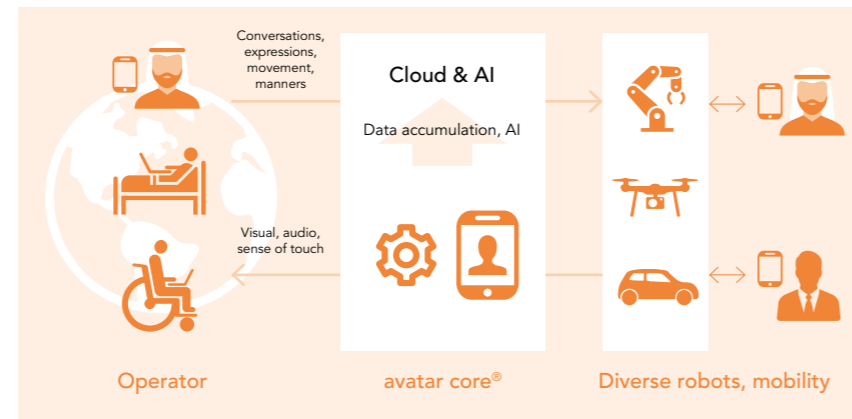 Conversations,
expressions,
movement,
manners
Cloud & AI
Data accumulation, AI
Visual, audio,
sense of touch
Operator
avatar core®
Diverse robots, mobility